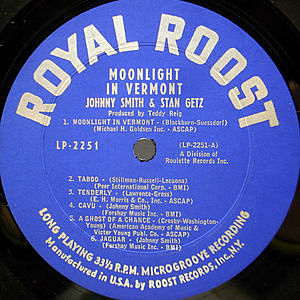 ROYAL ROOST
MOONLIGHT
IN VERMONT
JOHNNY SMITH & STAN GETZ
Produced by Teddy Reig
1. MOONLIGHT IN VERMONT - (Blackburn-Suessdorf)
(Michael H. Goldsen Inc. - ASCAP)
LP-2251
(LP-2251-A)
A Division of
Roulette Records Inc.
2. TABOO - (Stillman-Russell-Lecuona)
(Peer International Corp. - BMI)
3. TENDERLY - (Lawrence-Gross)
(E. H. Morris & Co., Inc. - ASCAP)
4. CAVU - (Johnny Smith)
(Forshay Music Inc. - BMI)
5. A GHOST OF A CHANCE - (Crosby-Washington-
Young) (American Academy of Music &
Victor Young Publ. Co. - ASCAP)
6. JAGUAR - (Johnny Smith)
(Forshay Music Inc. - BMI)
LONG PLAYING 33⅓ R.P.M. MICROGROOVE RECORDING
Manufactured in U.S.A. by ROOST RECORDS, Inc, N.Y.